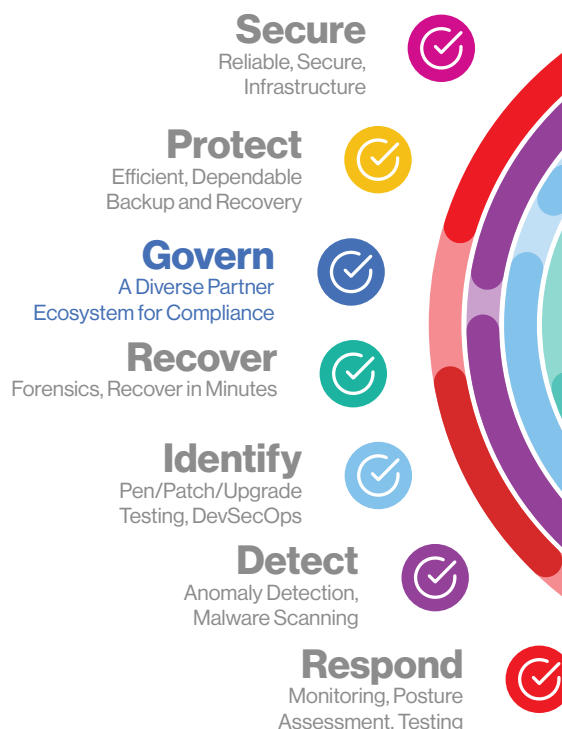 Secure
Reliable, Secure,
Infrastructure
Protect
Efficient, Dependable
Backup and Recovery
Govern
A Diverse Partner
Ecosystem for Compliance
Recover
Forensics, Recover in Minutes
Identify
Pen/Patch/Upgrade
Testing, DevSecOps
Detect
Anomaly Detection,
Malware Scanning
Respond
Monitoring, Posture
Assessment, Testing